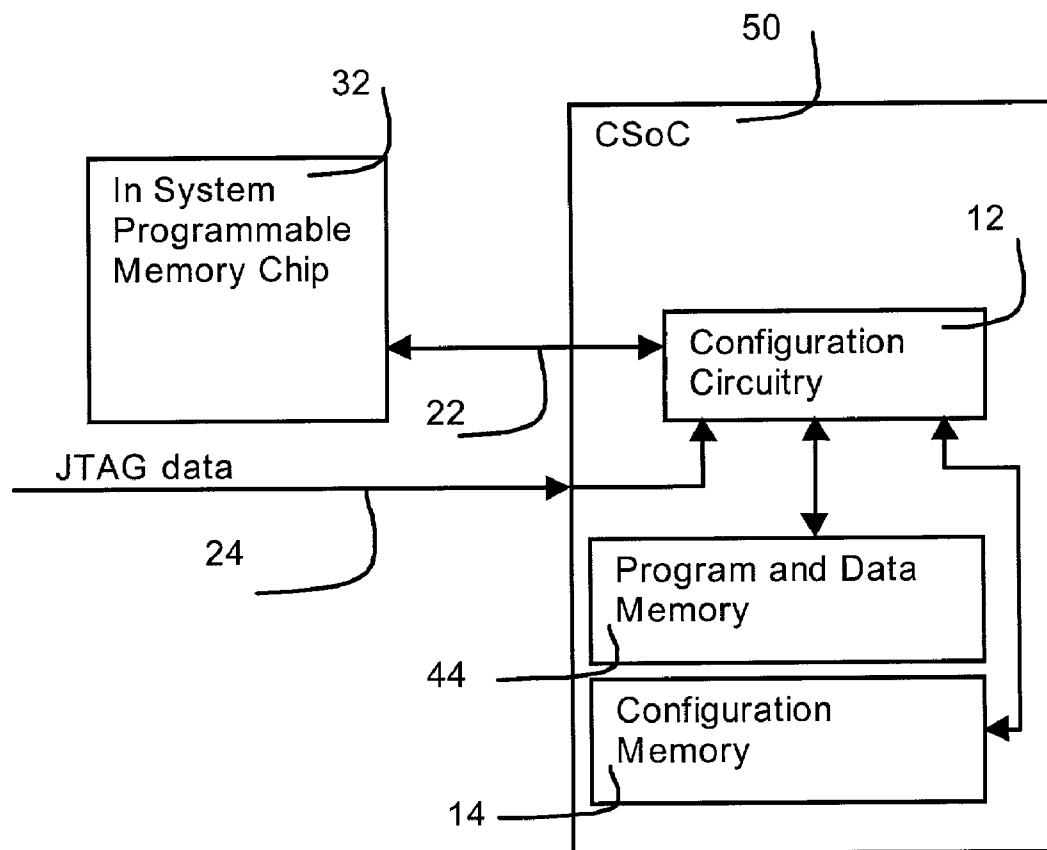 50
32
CSoC
In System
Programmable
Memory Chip
12
Configuration
Circuitry
22
JTAG data
24
Program and Data
Memory
44
Configuration
Memory
14